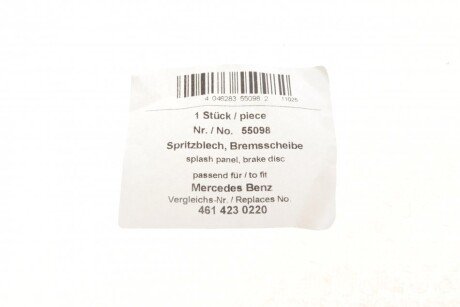 4 046283 55098 2 11025
1 Stück / piece
Nr. / No. 55098
Spritzblech, Bremsscheibe
splash panel, brake disc
passend für / to fit
Mercedes Benz
Vergleichs-Nr. / Replaces No.
461 423 0220